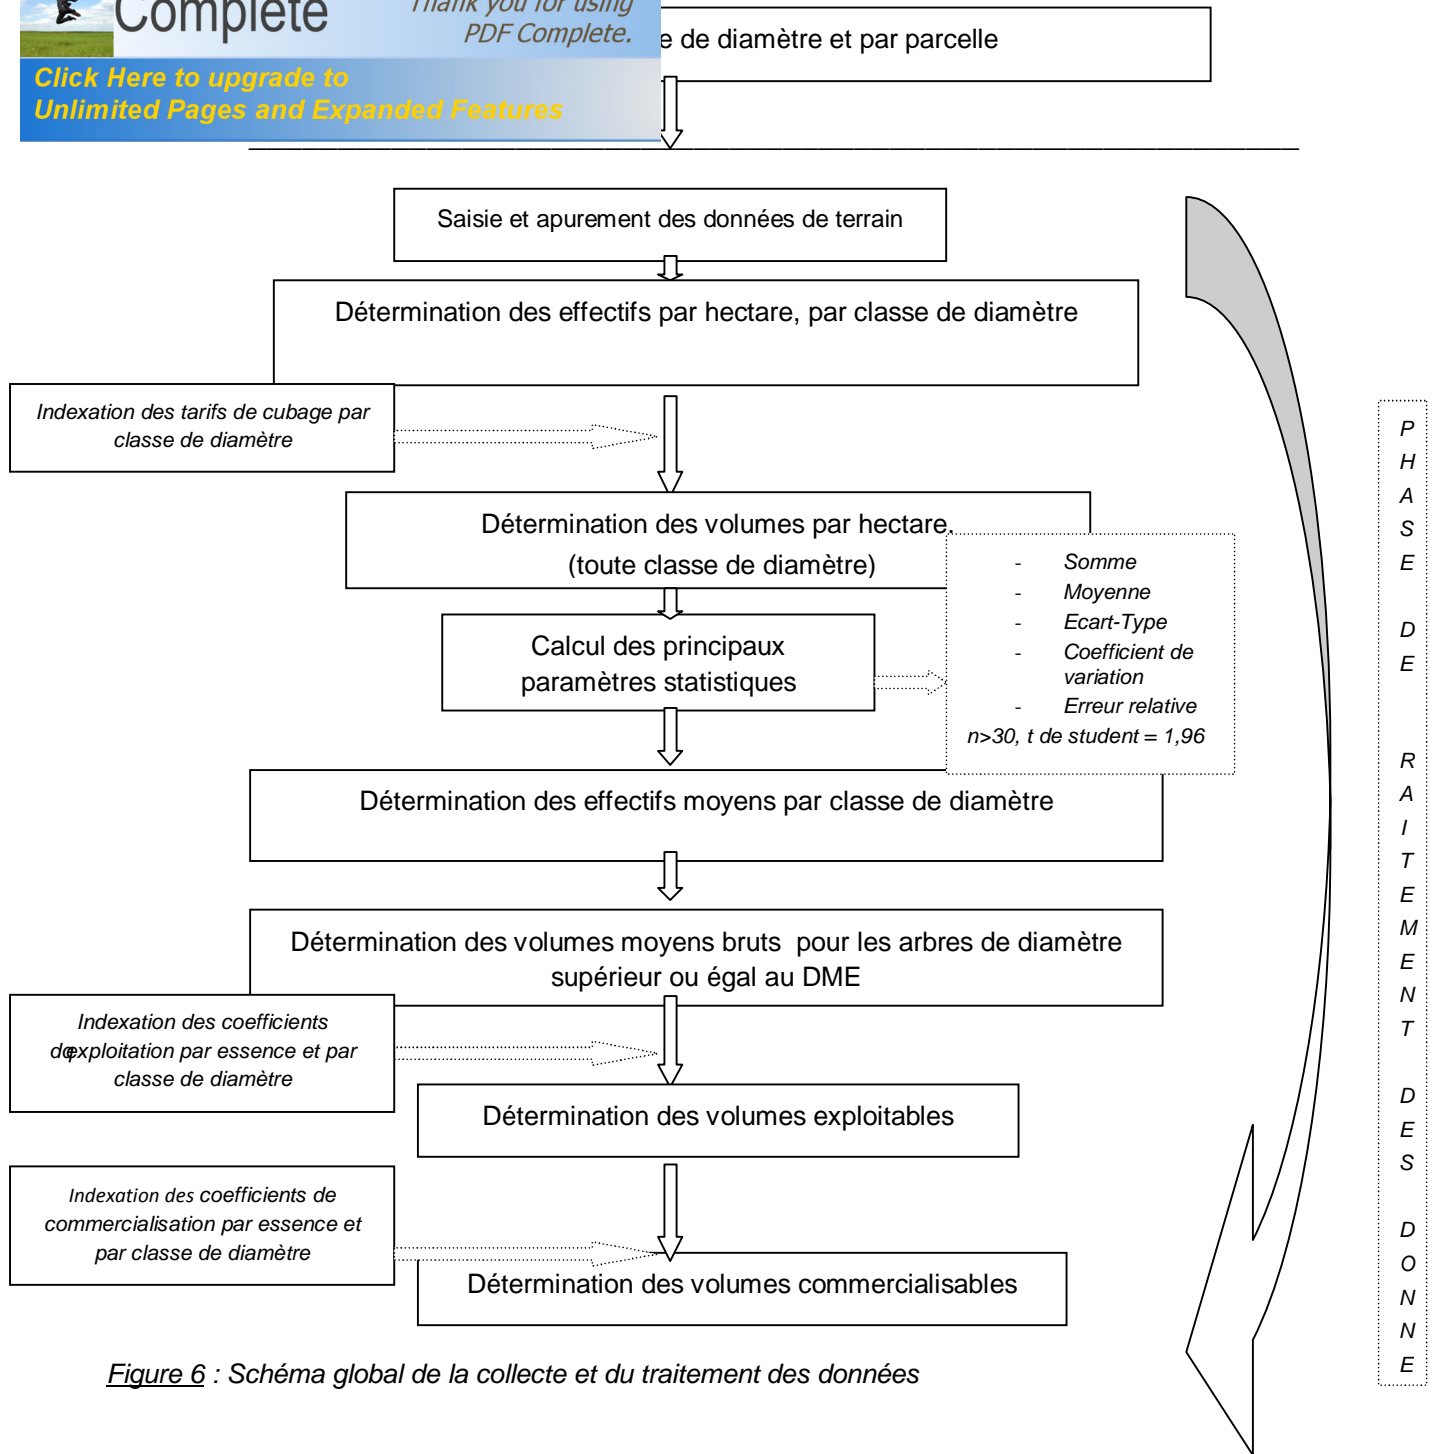 Complete
Thank you for using
PDF Complete.
Click Here to upgrade to
Unlimited Pages and Expanded Features
e de diamètre et par parcelle
Saisie et apurement des données de terrain
Détermination des effectifs par hectare, par classe de diamètre
Indexation des tarifs de cubage par
classe de diamètre
Détermination des volumes par hectare.
(toute classe de diamètre)
- Somme
- Moyenne
- Ecart-Type
- Coefficient de
variation
- Erreur relative
n>30, t de student = 1,96
Calcul des principaux
paramètres statistiques
Détermination des effectifs moyens par classe de diamètre
Détermination des volumes moyens bruts pour les arbres de diamètre
supérieur ou égal au DME
Indexation des coefficients
exploitation par essence et par
classe de diamètre
Détermination des volumes exploitables
Indexation des coefficients de
commercialisation par essence et
par classe de diamètre
Détermination des volumes commercialisables
PHASE DE RAITEMENT DES DONNE
Figure 6 : Schéma global de la collecte et du traitement des données